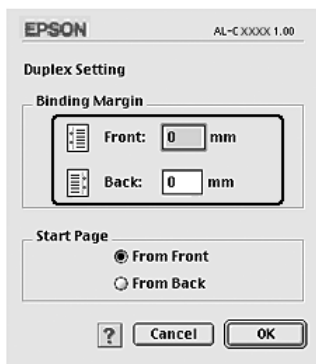 EPSON AL-CXXXX 1.00
Duplex Setting
Binding Margin
Front: 0 mm
Back: 0 mm
Start Page
From Front
From Back
? Cancel OK